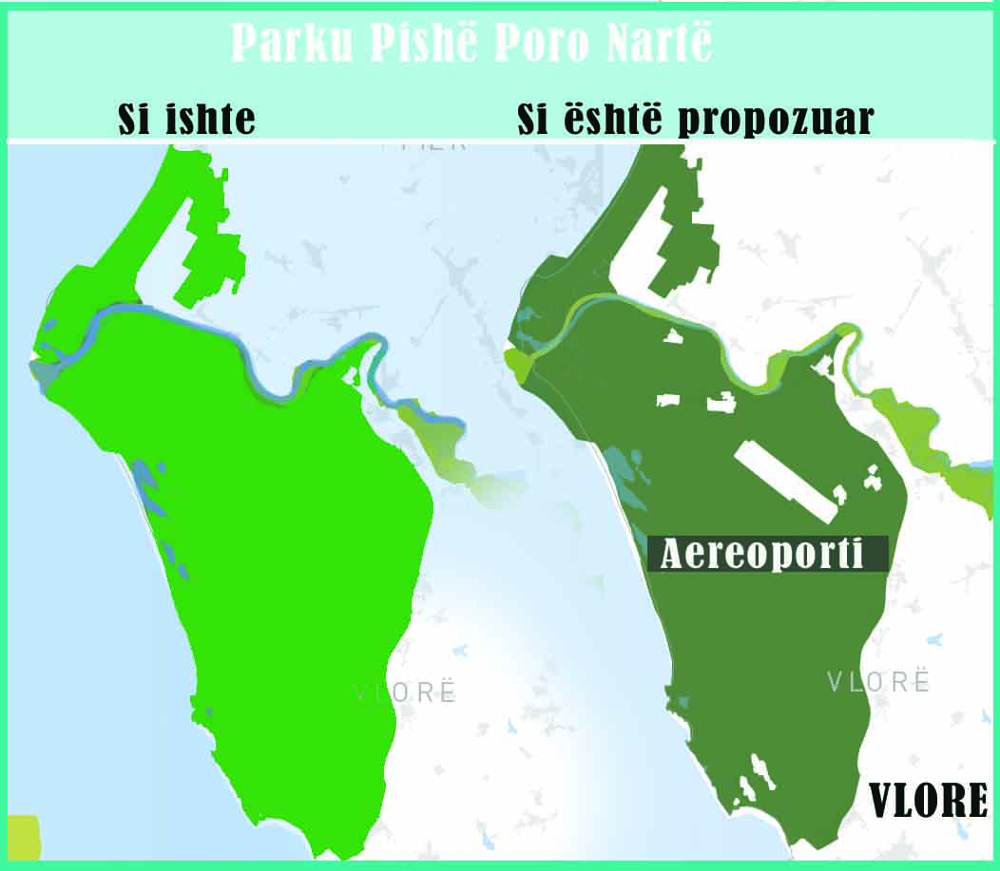 Parku Pishë Poro Nartë
Si ishte
Si është propozuar
Aereoporti
VLORË
VLORË
VLORE